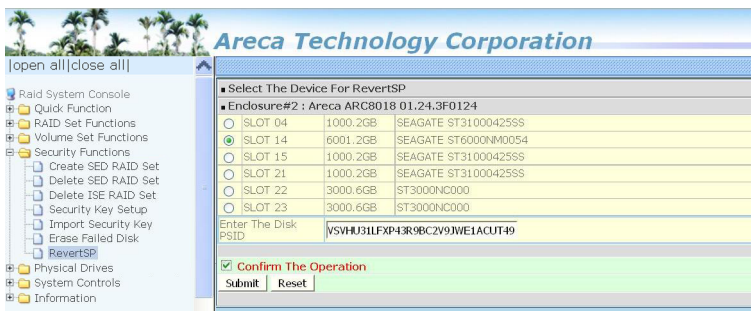 Areca Technology Corporation
|open all|close all|
Raid System Console
Quick Function
RAID Set Functions
Volume Set Functions
Security Functions
Create SED RAID Set
Delete SED RAID Set
Delete ISE RAID Set
Security Key Setup
Import Security Key
Erase Failed Disk
RevertSP
Physical Drives
System Controls
Information
Select The Device For RevertSP
Enclosure#2 : Areca ARC8018 01.24.3F0124
SLOT 04 1000.2GB SEAGATE ST31000425SS
SLOT 14 6001.2GB SEAGATE ST6000NM0054
SLOT 15 1000.2GB SEAGATE ST31000425SS
SLOT 21 1000.2GB SEAGATE ST31000425SS
SLOT 22 3000.6GB ST3000NC000
SLOT 23 3000.6GB ST3000NC000
Enter The Disk
PSID
VSVHU31LFXP43R9BC2V9JWE1ACUT49
Confirm The Operation
Submit Reset